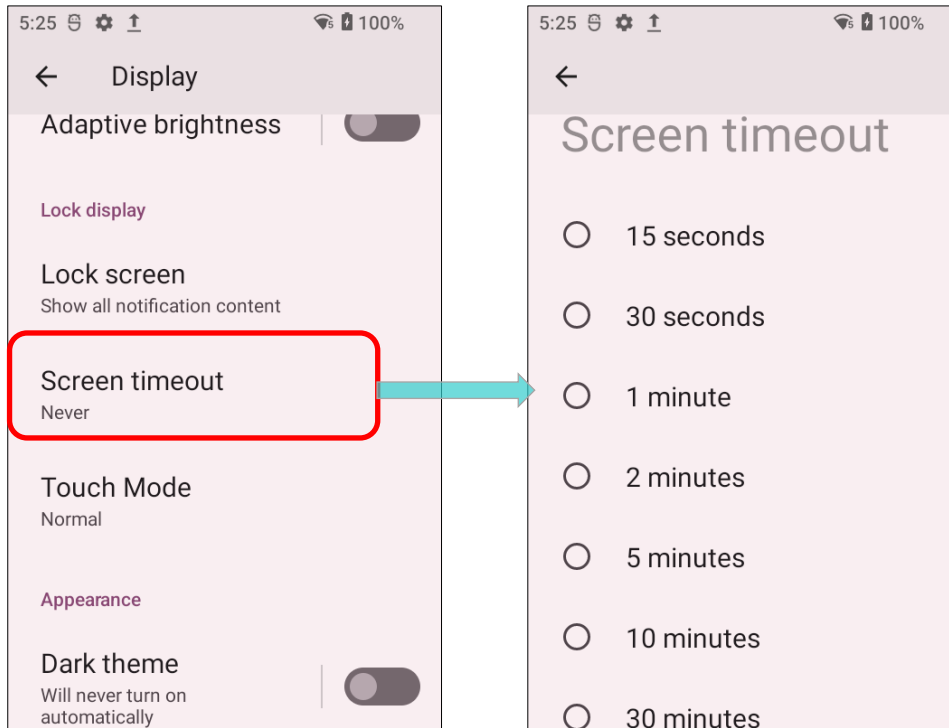 5:25 100%
Display
Adaptive brightness
Lock display
Lock screen
Show all notification content
Screen timeout
Never
Touch Mode
Normal
Appearance
Dark theme
Will never turn on
automatically
5:25 100%
Screen timeout
15 seconds
30 seconds
1 minute
2 minutes
5 minutes
10 minutes
30 minutes